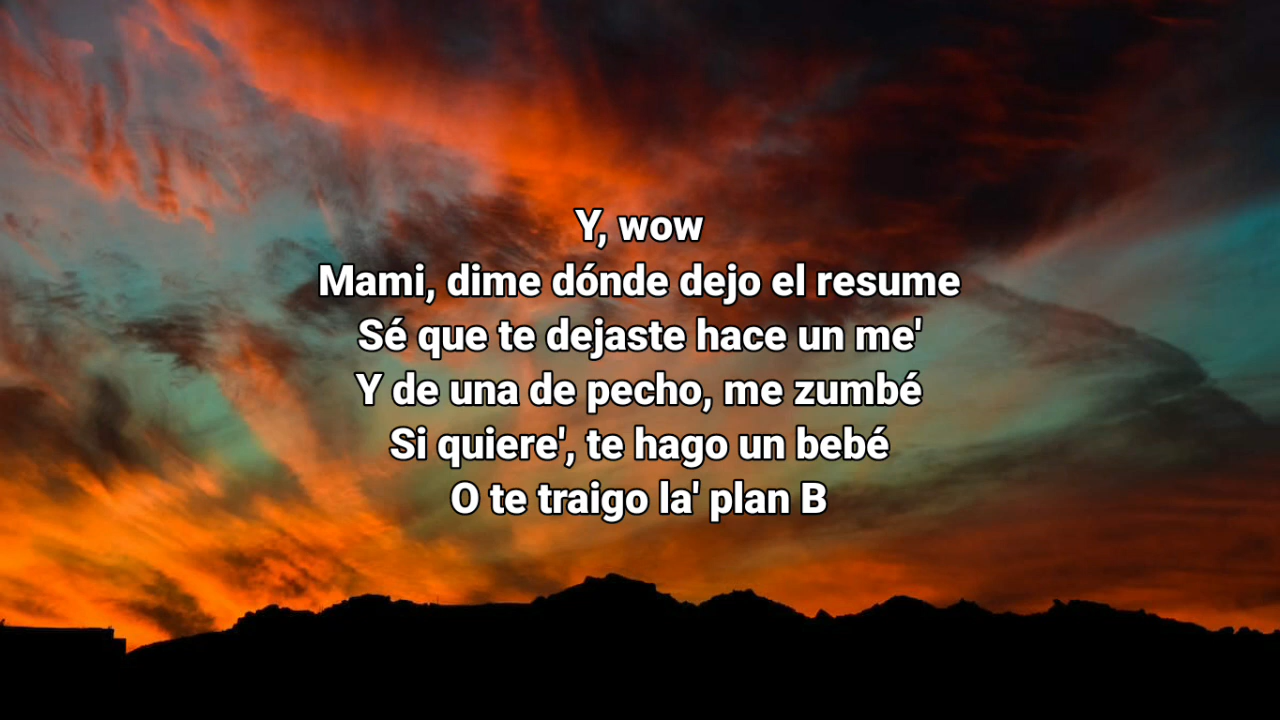 Y, wow
Mami, dime dónde dejo el resume
Sé que te dejaste hace un me'
Y de una de pecho, me zumbé
Si quiere', te hago un bebé
O te traigo la' plan B